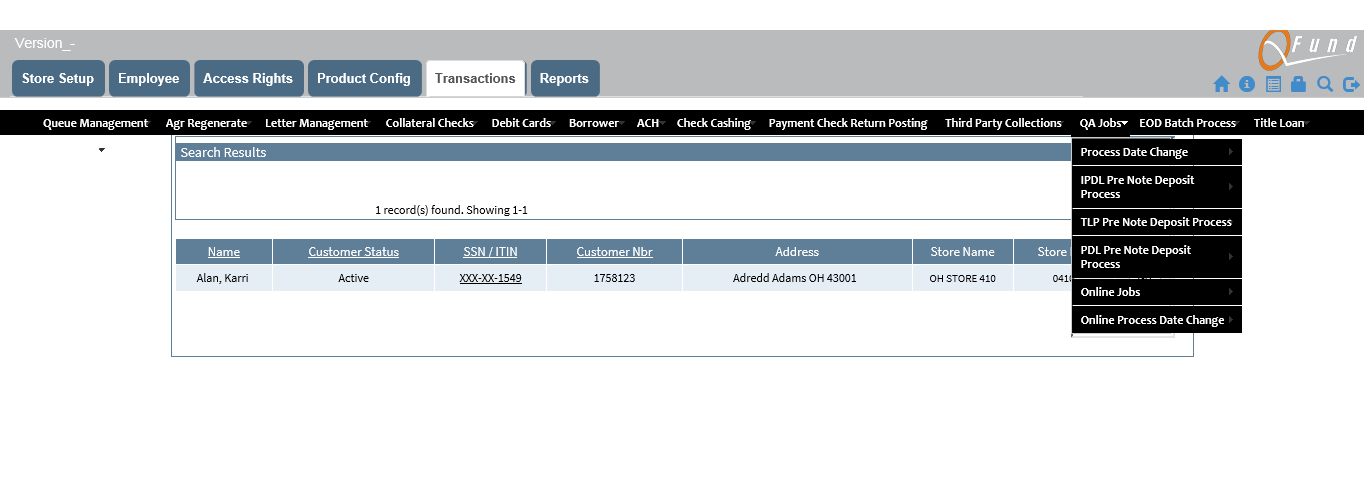 Version_-
QFund
Store Setup Employee Access Rights Product Config Transactions Reports
Queue Management Agr Regenerate Letter Management Collateral Checks Debit Cards Borrower ACH Check Cashing Payment Check Return Posting Third Party Collections QA Jobs EOD Batch Process Title Loan
Search Results
1 record(s) found. Showing 1-1
Name Customer Status SSN / ITIN Customer Nbr Address Store Name Store
Alan, Karri Active XXX-XX-1549 1758123 Adredd Adams OH 43001 OH STORE 410
Process Date Change
IPDL Pre Note Deposit
Process
TLP Pre Note Deposit Process
PDL Pre Note Deposit
Process
Online Jobs
Online Process Date Change